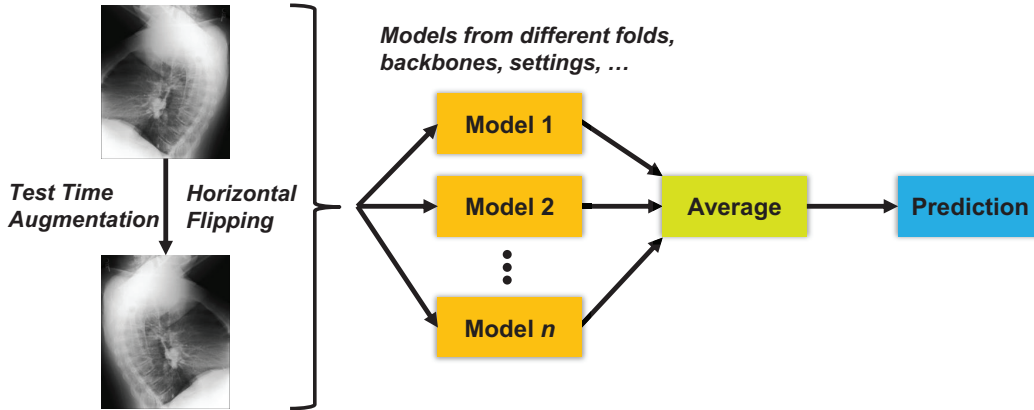 Models from different folds,
backbones, settings, …
Test Time
Augmentation
Horizontal
Flipping
Model 1
Model 2
Model n
Average
Prediction